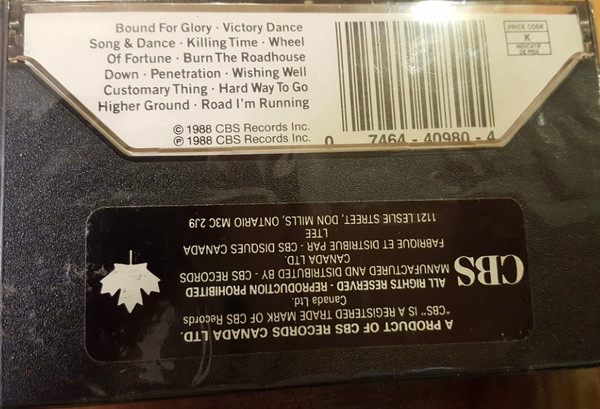 Bound For Glory · Victory Dance
Song & Dance · Killing Time · Wheel
Of Fortune · Burn The Roadhouse
Down · Penetration · Wishing Well
Customary Thing · Hard Way To Go
Higher Ground · Road I'm Running
© 1988 CBS Records Inc.
℗ 1988 CBS Records Inc.
0 7464 - 40980 - 4
PRICE CODE
K
INDICATIF
DE PRIX
A PRODUCT OF CBS RECORDS CANADA LTD.
"CBS" IS A REGISTERED TRADE MARK OF CBS Records
Canada Ltd.
ALL RIGHTS RESERVED - REPRODUCTION PROHIBITED
CBS
MANUFACTURED AND DISTRIBUTED BY - CBS RECORDS
CANADA LTD.
FABRIQUE ET DISTRIBUE PAR - CBS DISQUES CANADA
LTEE
1121 LESLIE STREET, DON MILLS, ONTARIO M3C 2J9